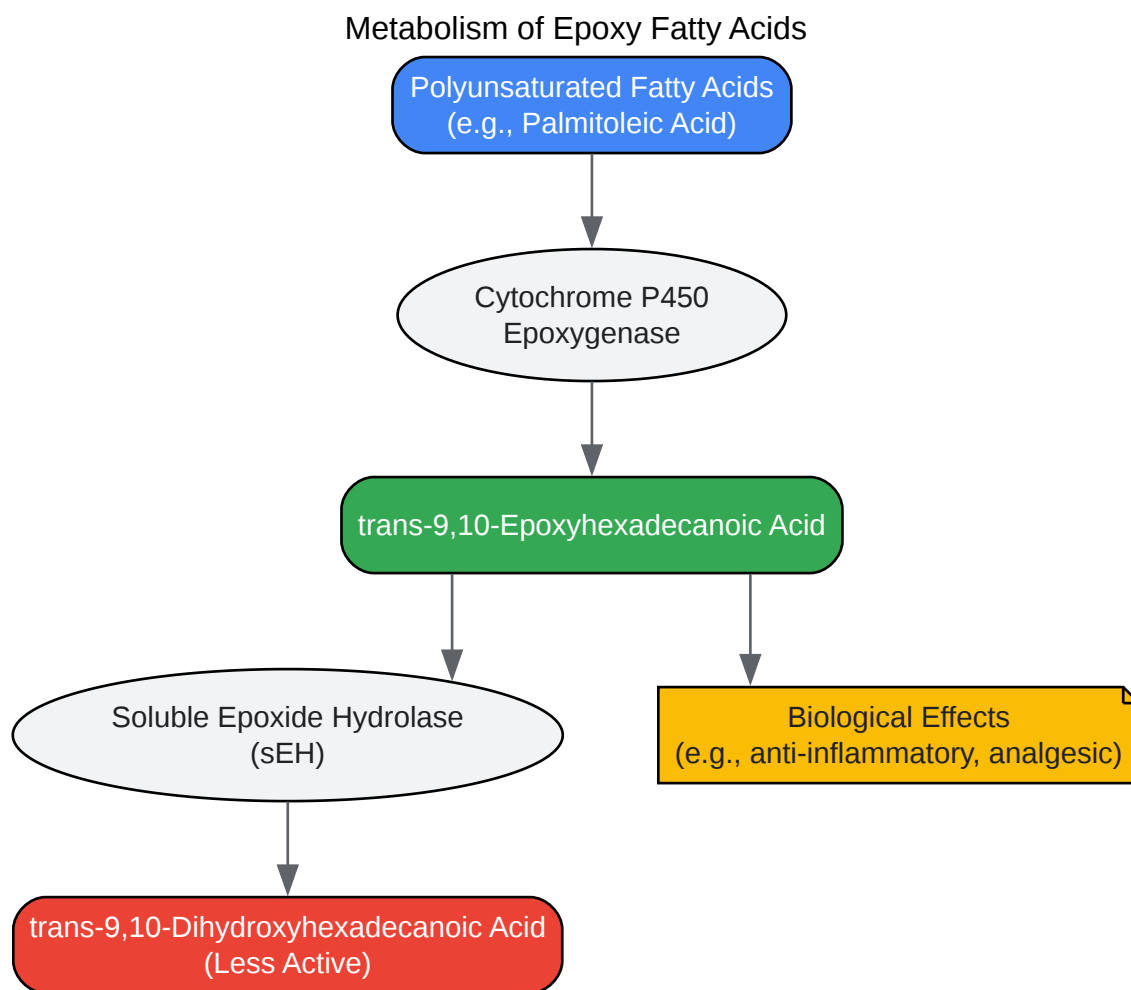 Metabolism of Epoxy Fatty Acids
Polyunsaturated Fatty Acids
(e.g., Palmitoleic Acid)
Cytochrome P450
Epoxygenase
trans-9,10-Epoxyhexadecanoic Acid
Soluble Epoxide Hydrolase
(sEH)
Biological Effects
(e.g., anti-inflammatory, analgesic)
trans-9,10-Dihydroxyhexadecanoic Acid
(Less Active)